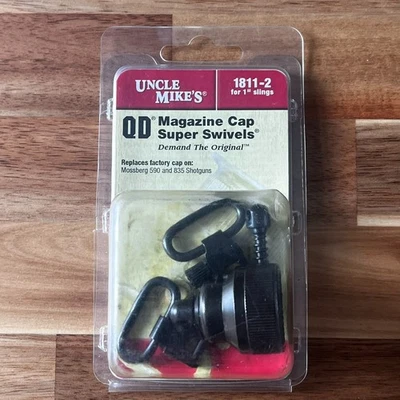 UNCLE
MIKE'S®
1811-2
for 1" slings
QD® Magazine Cap
Super Swivels®
Demand The Original™
Replaces factory cap on:
Mossberg 590 and 835 Shotguns